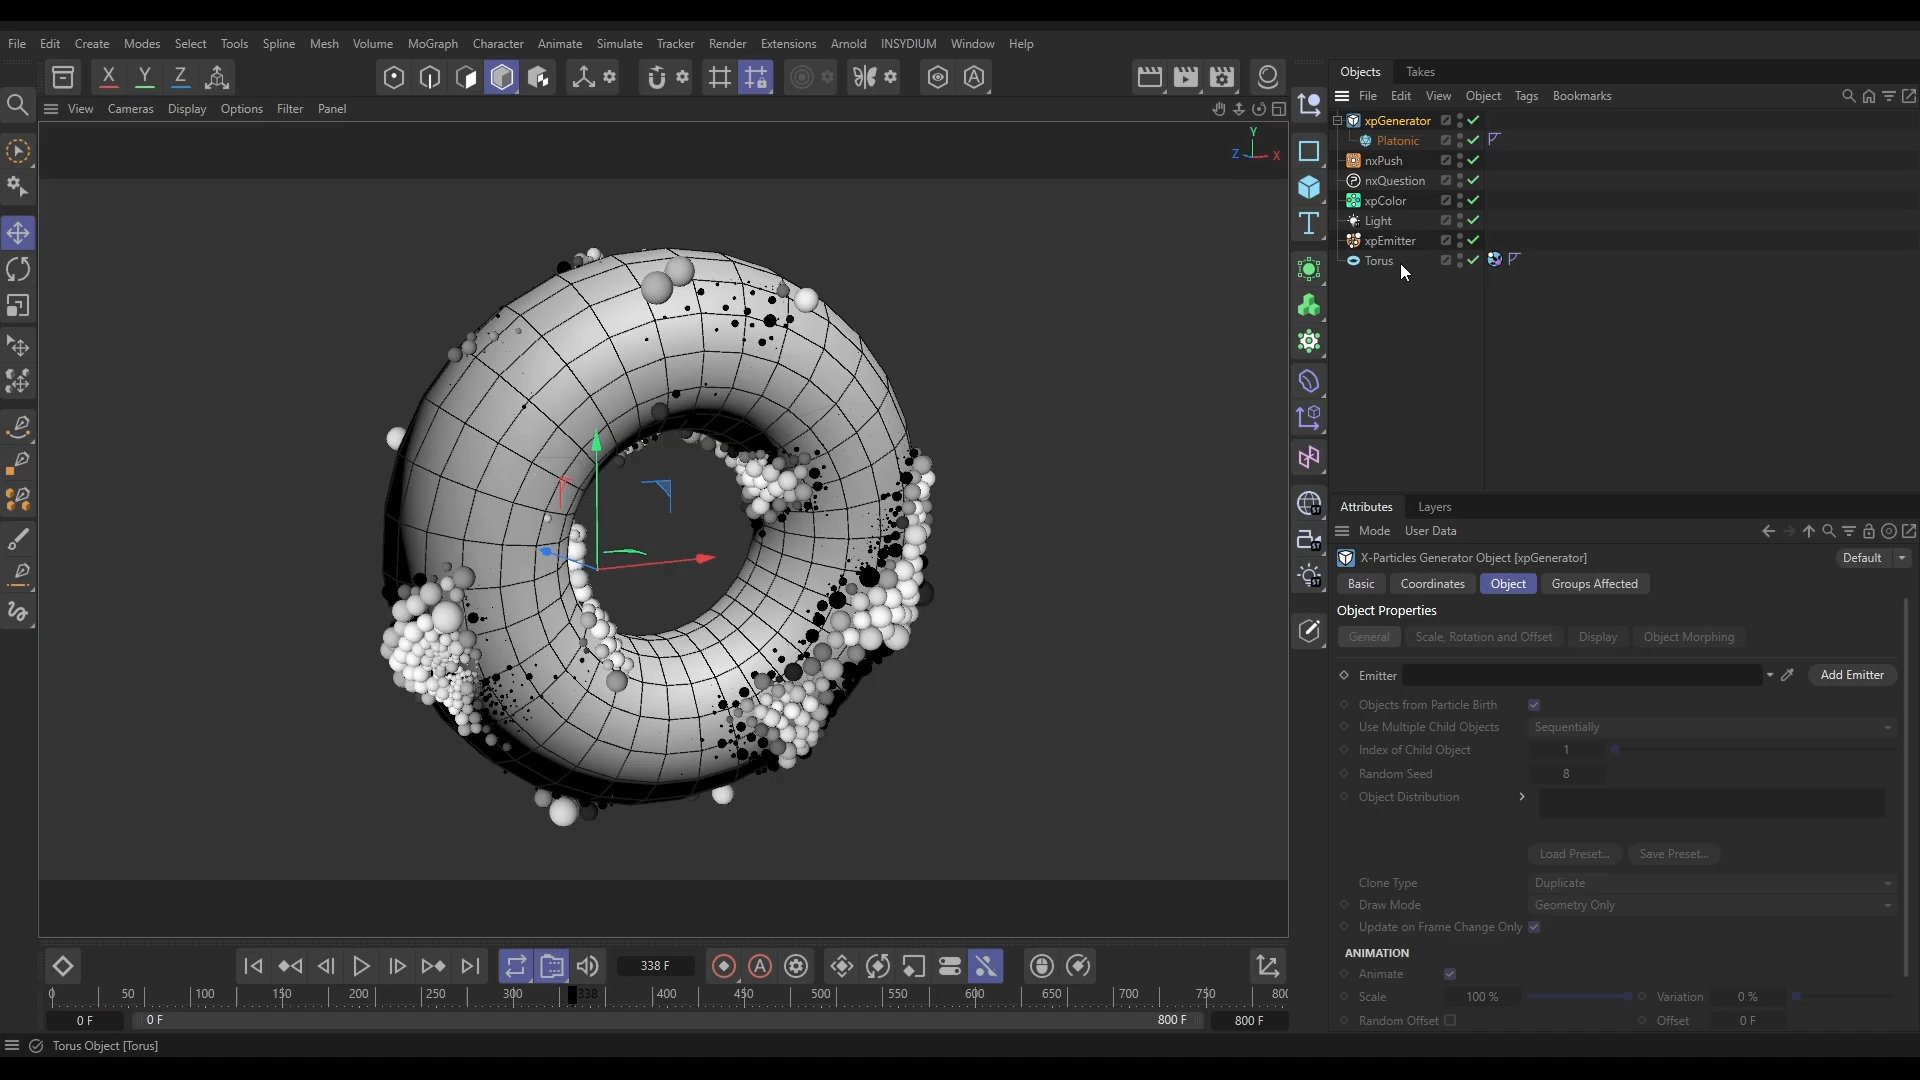 File Edit Create Modes Select Tools Spline Mesh Volume MoGraph Character Animate Simulate Tracker Render Extensions Arnold INSYDIUM Window Help
X Y Z
View Cameras Display Options Filter Panel
Y
Z X
Objects Takes
File Edit View Object Tags Bookmarks
xpGenerator
Platonic
nxPush
nxQuestion
xpColor
Light
xpEmitter
Torus
Attributes Layers
Mode User Data
X-Particles Generator Object [xpGenerator] Default
Basic Coordinates Object Groups Affected
Object Properties
General Scale, Rotation and Offset Display Object Morphing
Emitter Add Emitter
Objects from Particle Birth
Use Multiple Child Objects Sequentially
Index of Child Object 1
Random Seed 8
Object Distribution
Load Preset... Save Preset...
Clone Type Duplicate
Draw Mode Geometry Only
Update on Frame Change Only
ANIMATION
Animate
Scale 100 % Variation 0 %
Random Offset Offset 0 F
338 F
0 50 100 150 200 250 300 338 400 450 500 550 600 650 700 750 800
0 F 0 F 800 F 800 F
Torus Object [Torus]